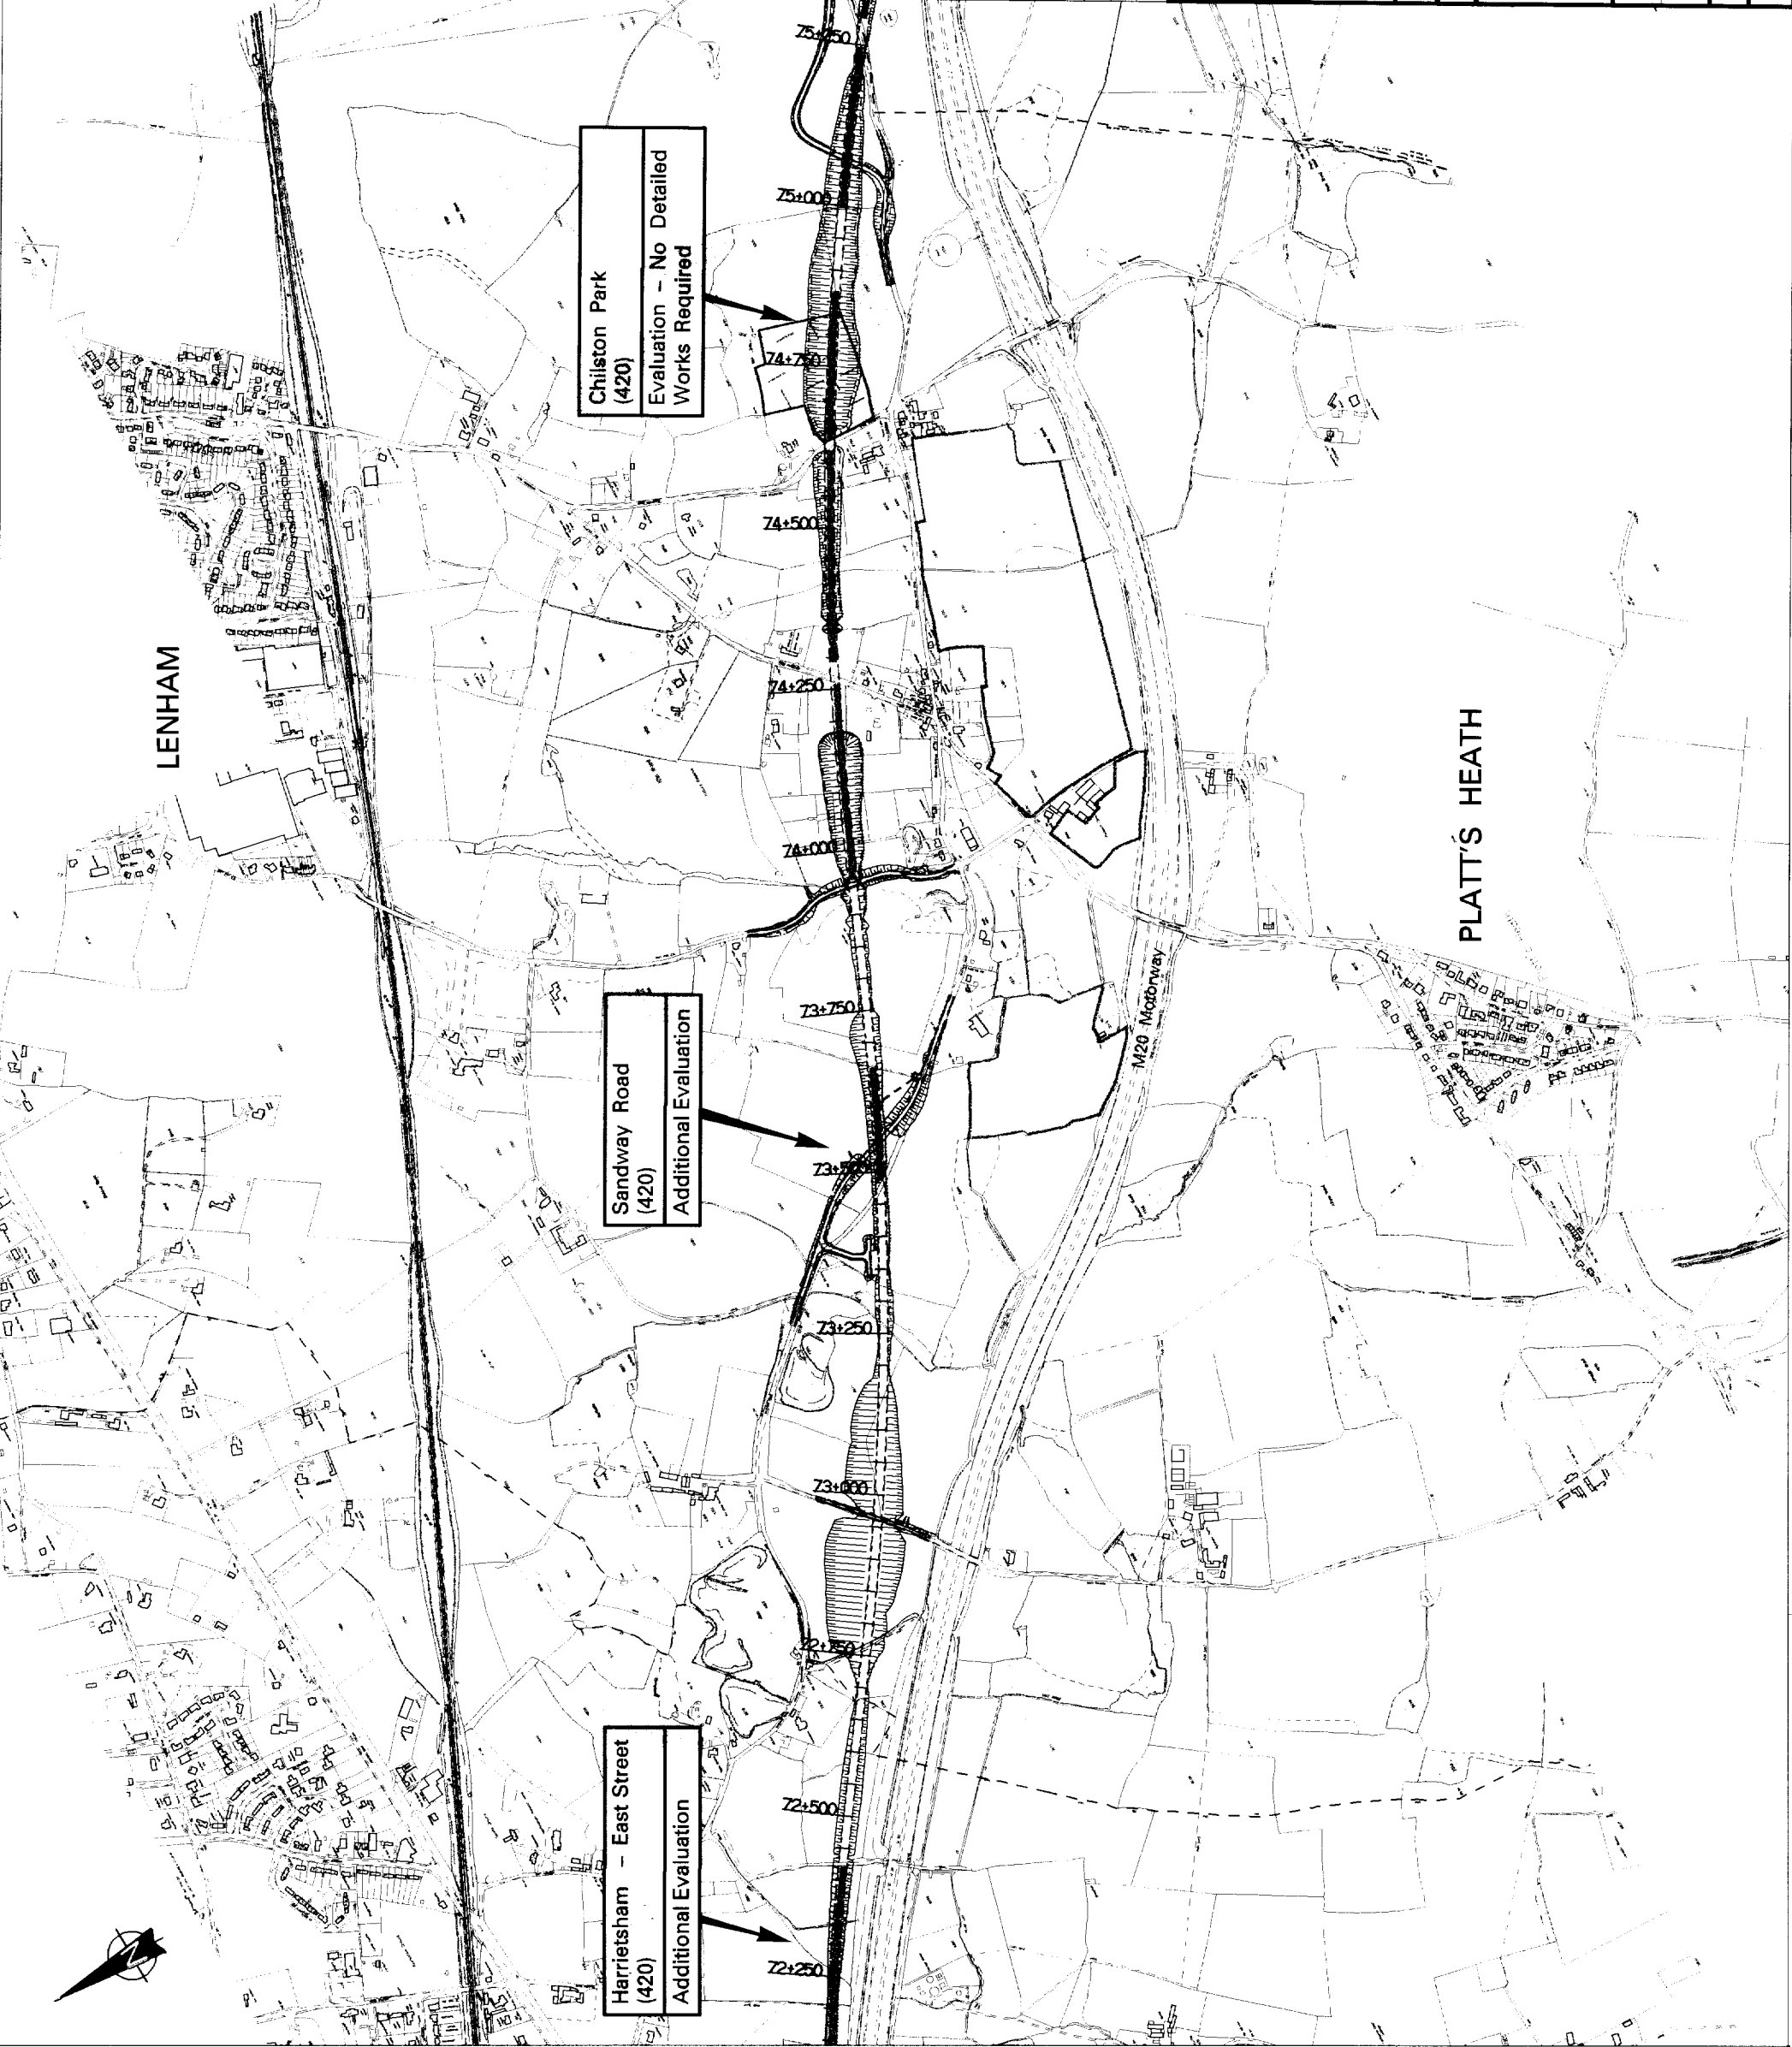 LENHAM
Chilston Park
(420)
Evaluation - No Detailed
Works Required
Sandway Road
(420)
Additional Evaluation
Harrietsham - East Street
(420)
Additional Evaluation
72+250
72+500
72+750
73+000
73+250
73+500
73+750
74+000
74+250
74+500
74+750
75+000
75+250
M20 Motorway
PLATT'S HEATH
N